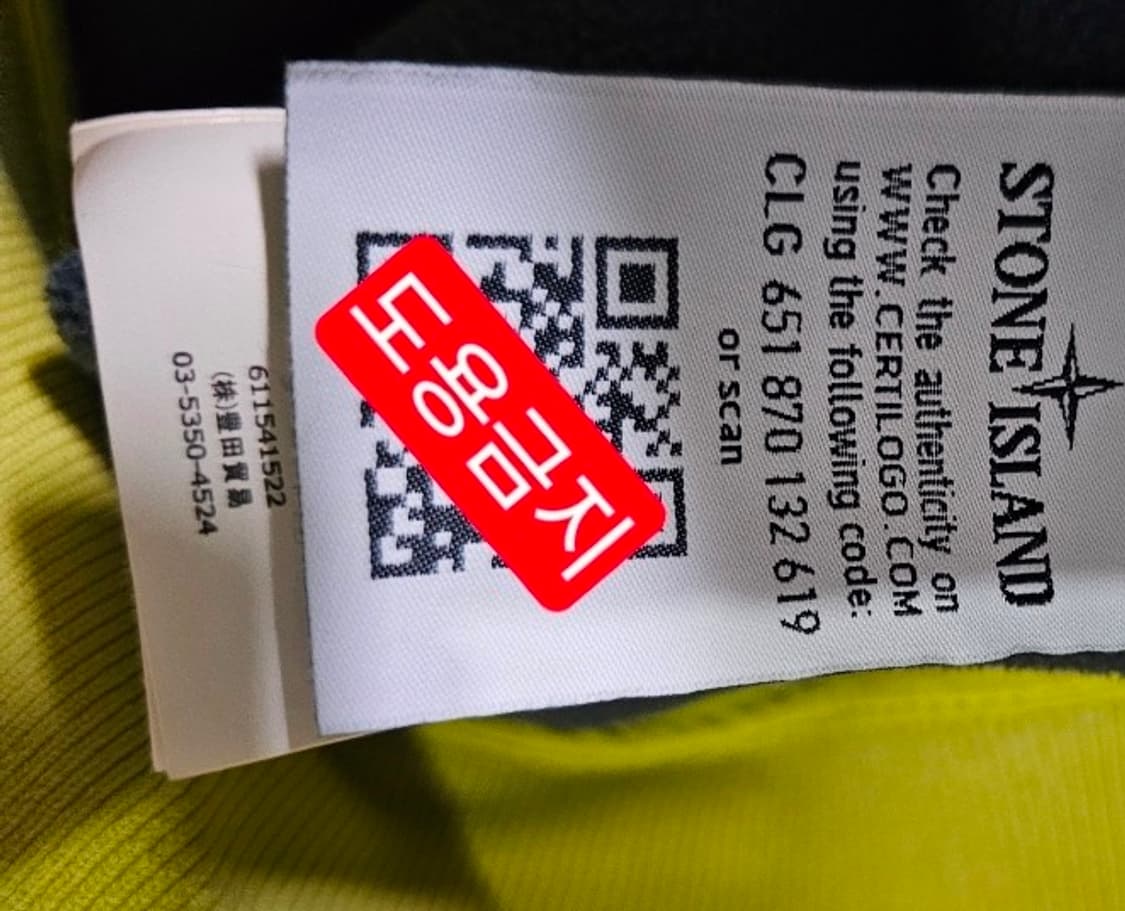 STONE ISLAND
Check the authenticity on
WWW.CERTILOGO.COM
using the following code:
CLG 651 870 132 619
or scan
도용금지
611541522
(株)豊田貿易
03-5350-4524